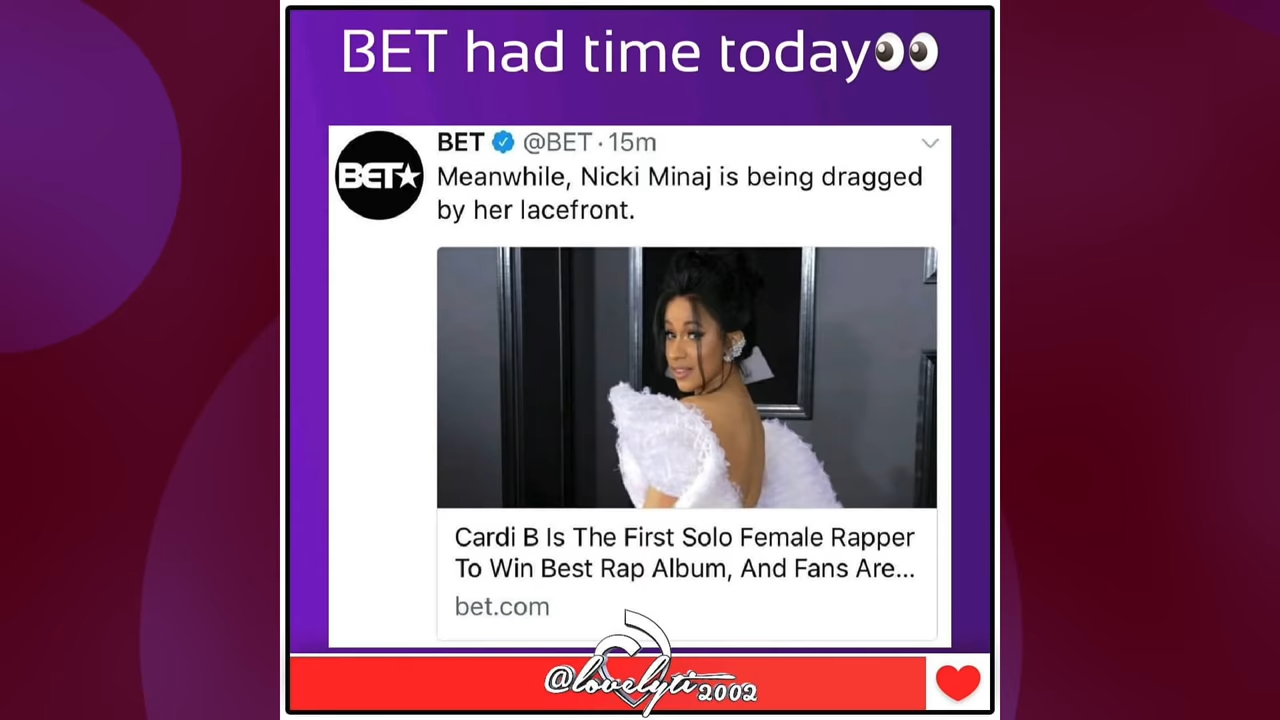 BET had time today👀
BET @BET · 15m
BET
Meanwhile, Nicki Minaj is being dragged
by her lacefront.
Cardi B Is The First Solo Female Rapper
To Win Best Rap Album, And Fans Are...
bet.com
@lovelyti2002